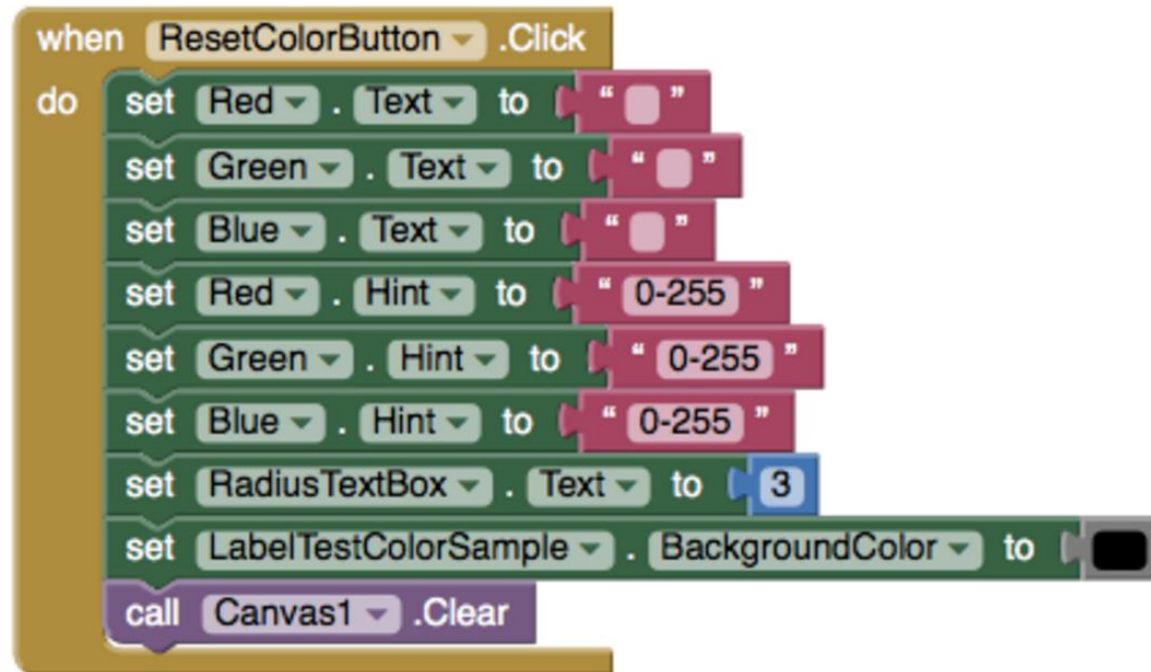 when ResetColorButton .Click
do set Red . Text to “ ”
set Green . Text to “ ”
set Blue . Text to “ ”
set Red . Hint to “ 0-255 ”
set Green . Hint to “ 0-255 ”
set Blue . Hint to “ 0-255 ”
set RadiusTextBox . Text to 3
set LabelTestColorSample . BackgroundColor to
call Canvas1 .Clear